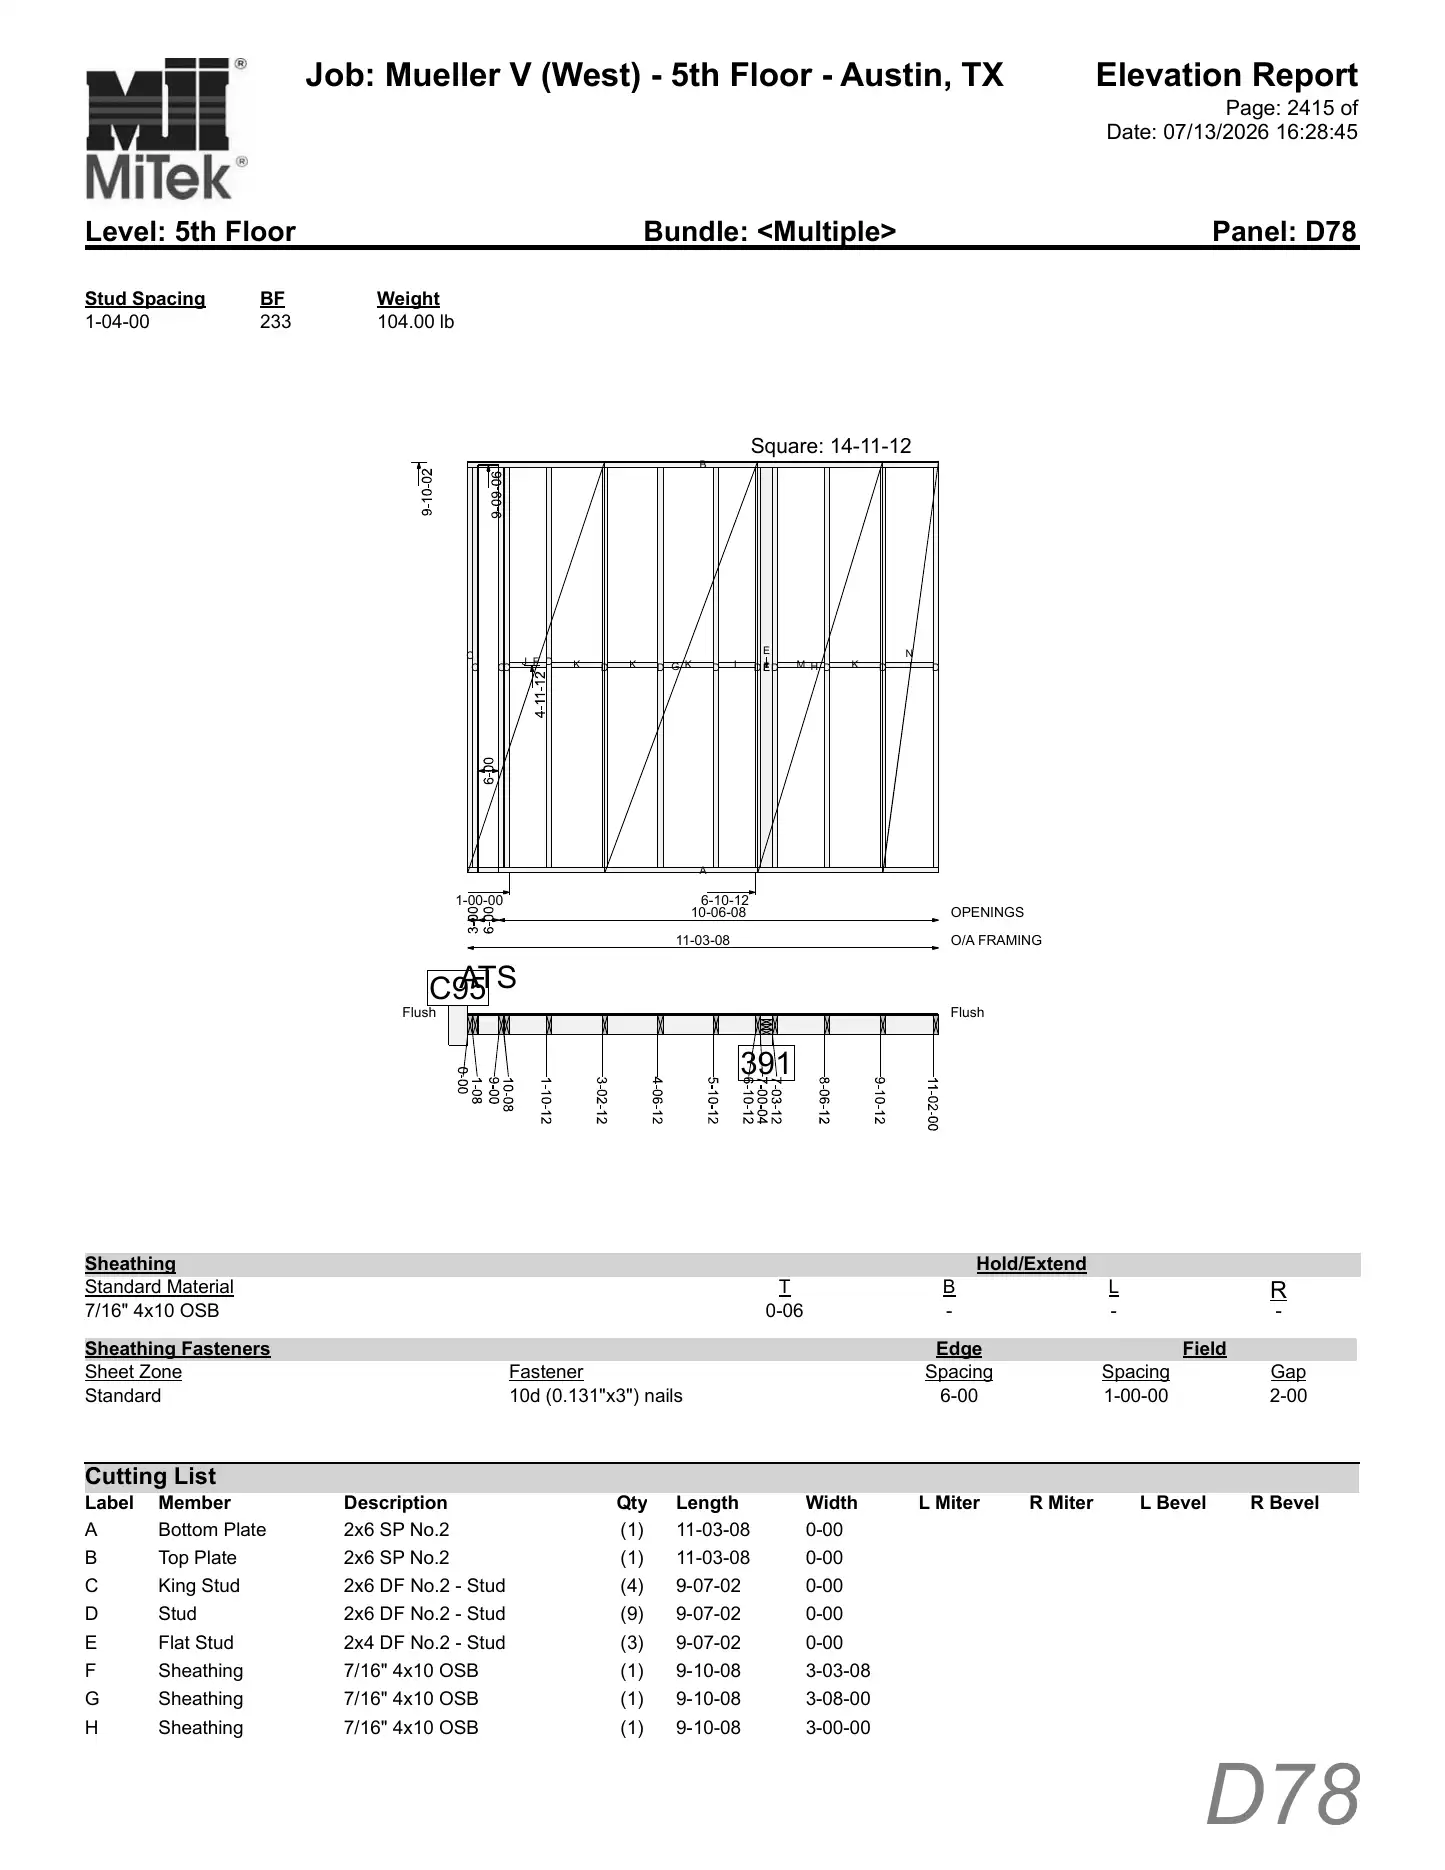 Job: Mueller V (West) - 5th Floor - Austin, TX
Elevation Report
Page: 2415 of
Date: 07/13/2026 16:28:45
MiTek
Level: 5th Floor Bundle: <Multiple> Panel: D78
Stud Spacing BF Weight
1-04-00 233 104.00 lb
Square: 14-11-12
B
9-10-02
9-09-06
E
N
J F K K G K I E M H K
4-11-12
6-00
A
1-00-00 6-10-12
3-00 6-00 10-06-08 OPENINGS
11-03-08 O/A FRAMING
ATS
C95
Flush Flush
391
0-00 1-08 9-00 10-08 1-10-12 3-02-12 4-06-12 5-10-12 6-10-12 7-00-04 7-03-12 8-06-12 9-10-12 11-02-00
Sheathing Hold/Extend
Standard Material T B L R
7/16" 4x10 OSB 0-06 - - -
Sheathing Fasteners Edge Field
Sheet Zone Fastener Spacing Spacing Gap
Standard 10d (0.131"x3") nails 6-00 1-00-00 2-00
Cutting List
Label Member Description Qty Length Width L Miter R Miter L Bevel R Bevel
A Bottom Plate 2x6 SP No.2 (1) 11-03-08 0-00
B Top Plate 2x6 SP No.2 (1) 11-03-08 0-00
C King Stud 2x6 DF No.2 - Stud (4) 9-07-02 0-00
D Stud 2x6 DF No.2 - Stud (9) 9-07-02 0-00
E Flat Stud 2x4 DF No.2 - Stud (3) 9-07-02 0-00
F Sheathing 7/16" 4x10 OSB (1) 9-10-08 3-03-08
G Sheathing 7/16" 4x10 OSB (1) 9-10-08 3-08-00
H Sheathing 7/16" 4x10 OSB (1) 9-10-08 3-00-00
D78